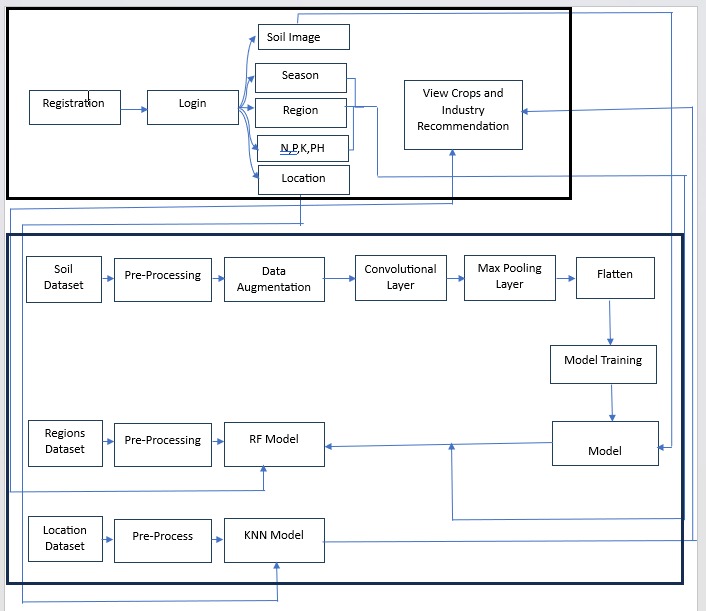 Soil Image
Season
Registration
Login
Region
N,P,K,PH
Location
View Crops and
Industry
Recommendation
Soil
Dataset
Pre-Processing
Data
Augmentation
Convolutional
Layer
Max Pooling
Layer
Flatten
Model Training
Regions
Dataset
Pre-Processing
RF Model
Model
Location
Dataset
Pre-Process
KNN Model